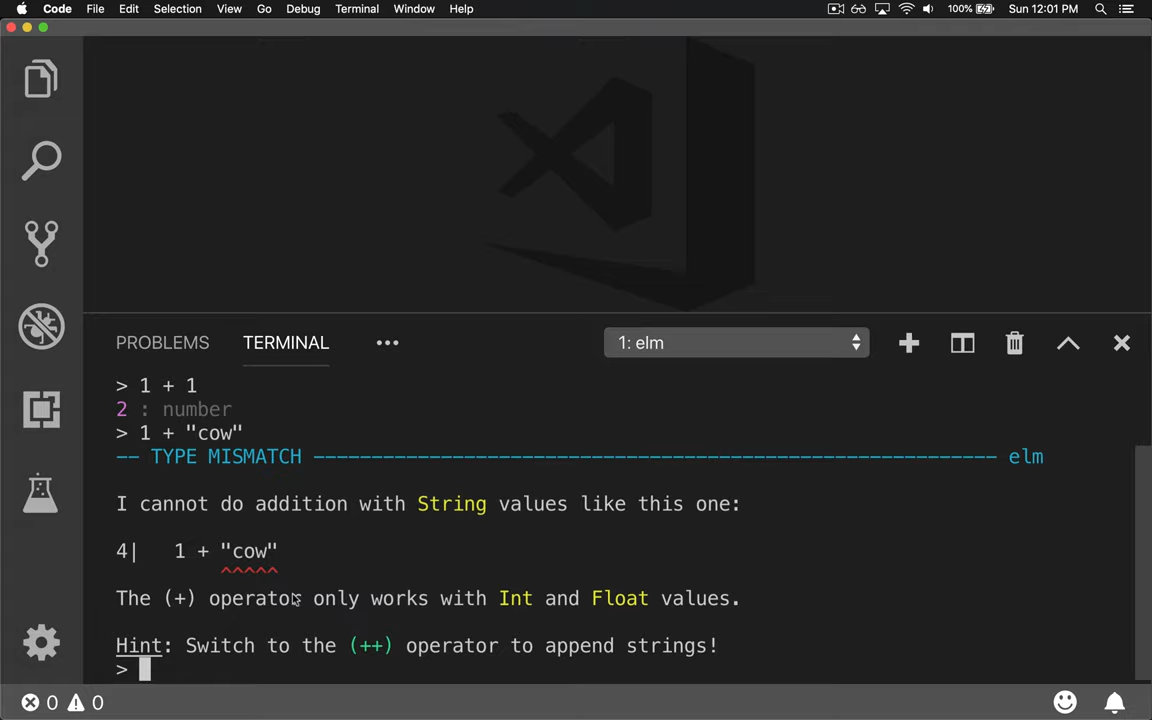 Code File Edit Selection View Go Debug Terminal Window Help 100% Sun 12:01 PM
PROBLEMS TERMINAL ••• 1: elm
> 1 + 1
2 : number
> 1 + "cow"
-- TYPE MISMATCH ----------------------------------------------------------- elm
I cannot do addition with String values like this one:
4|   1 + "cow"
^^^^^
The (+) operator only works with Int and Float values.
Hint: Switch to the (++) operator to append strings!
>
0 0